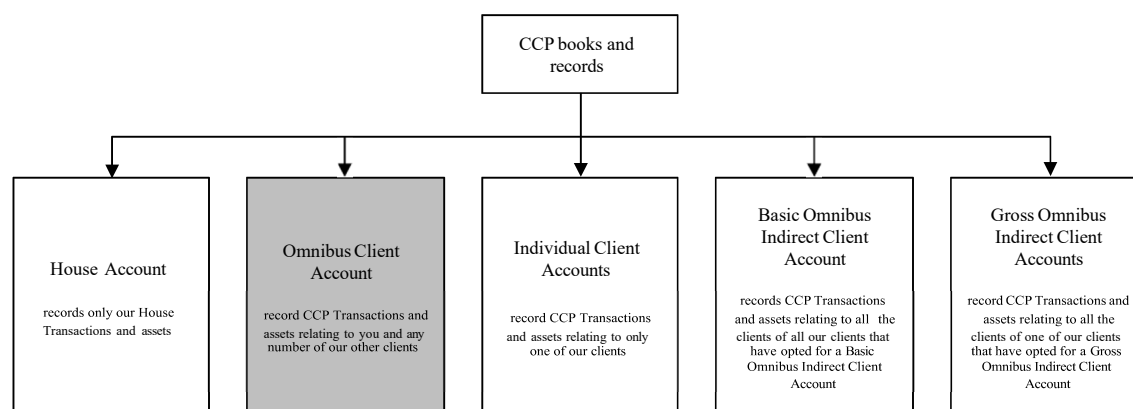 CCP books and
records
House Account
records only our House
Transactions and assets
Omnibus Client
Account
record CCP Transactions and
assets relating to you and any
number of our other clients
Individual Client
Accounts
record CCP Transactions
and assets relating to only
one of our clients
Basic Omnibus
Indirect Client
Account
records CCP Transactions
and assets relating to all the
clients of all our clients that
have opted for a Basic
Omnibus Indirect Client
Account
Gross Omnibus
Indirect Client
Accounts
record CCP Transactions and
assets relating to all the
clients of one of our clients
that have opted for a Gross
Omnibus Indirect Client
Account